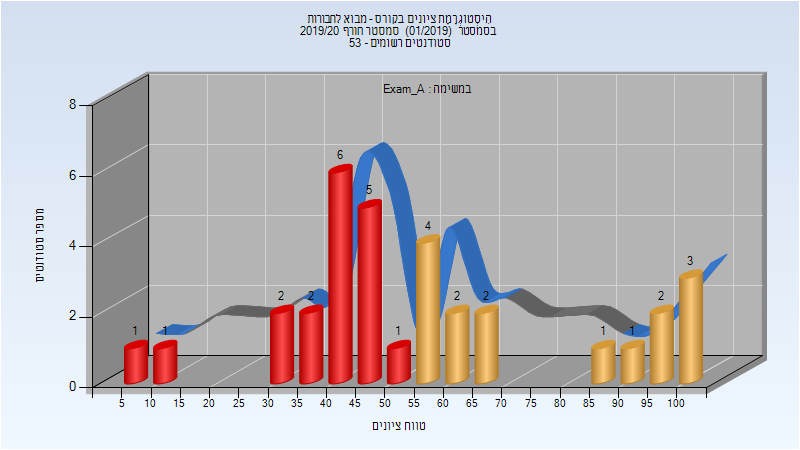 היסטוגרמת ציונים בקורס - מבוא לחבורות
בסמסטר (01/2019) סמסטר חורף 2019/20
סטודנטים רשומים - 53
במשימה : Exam_A
מספר סטודנטים
8
6
4
2
0
1 1 2 2 6 5 1 4 2 2 1 1 2 3
5 10 15 20 25 30 35 40 45 50 55 60 65 70 75 80 85 90 95 100
טווח ציונים